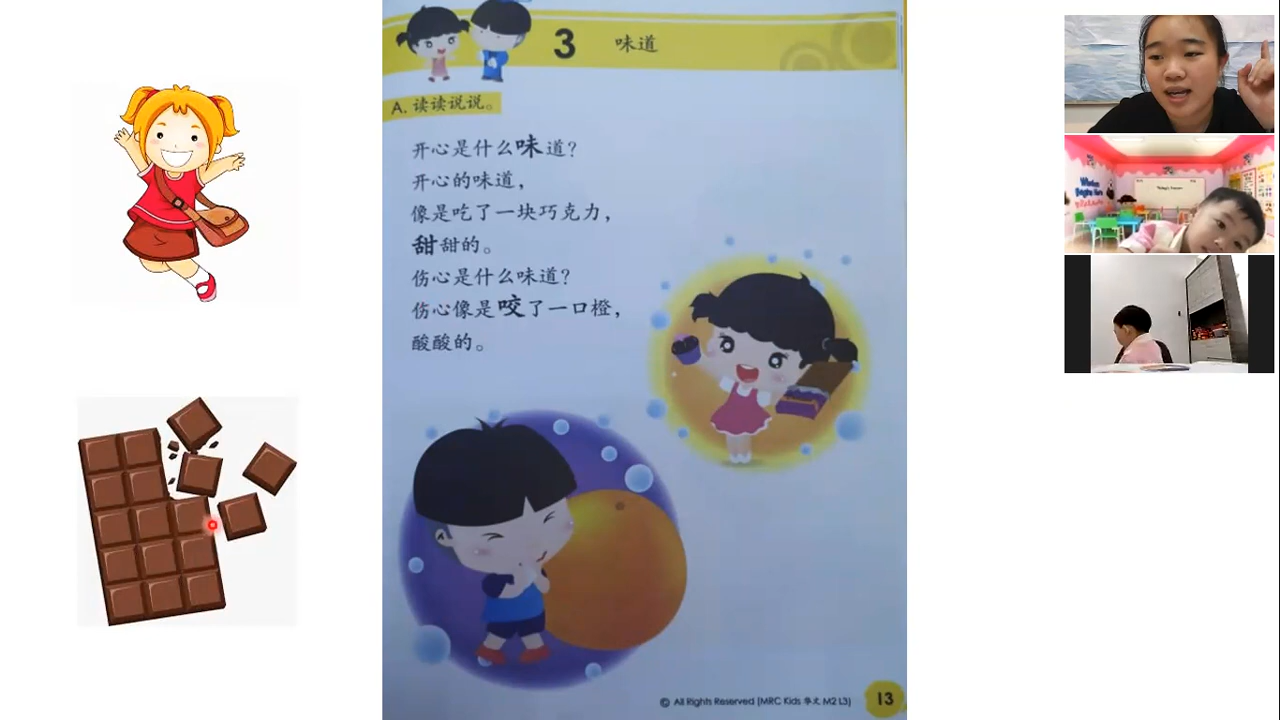 3 味道
A. 读读说说。
开心是什么味道？
开心的味道，
像是吃了一块巧克力，
甜甜的。
伤心是什么味道？
伤心像是咬了一口橙，
酸酸的。
© All Rights Reserved (MRC Kids 华文 M2 L3)
13